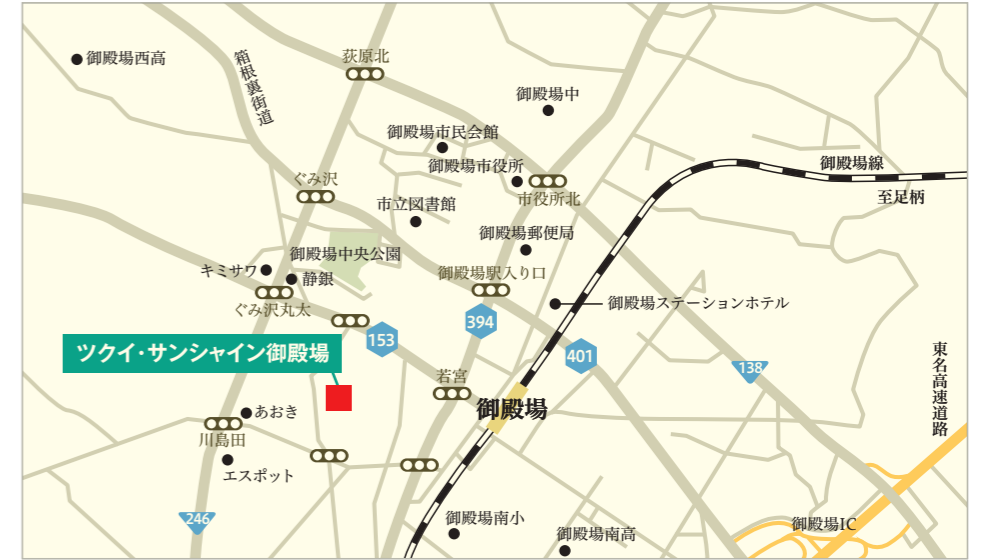 御殿場西高
箱根裏街道
荻原北
御殿場中
御殿場市民会館
御殿場市役所
御殿場線
ぐみ沢
市役所北
至足柄
市立図書館
御殿場郵便局
御殿場中央公園
キミサワ
静銀
御殿場駅入り口
ぐみ沢丸太
御殿場ステーションホテル
394
153
ツクイ・サンシャイン御殿場
401
138
東名高速道路
若宮
御殿場
あおき
川島田
エスポット
246
御殿場南小
御殿場南高
御殿場IC